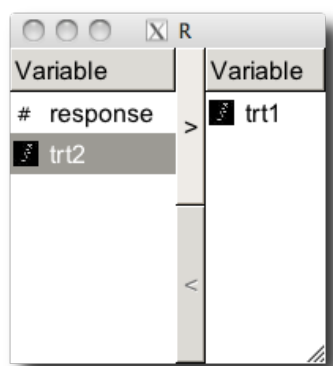 X R
Variable
# response
trt2
>
<
Variable
trt1